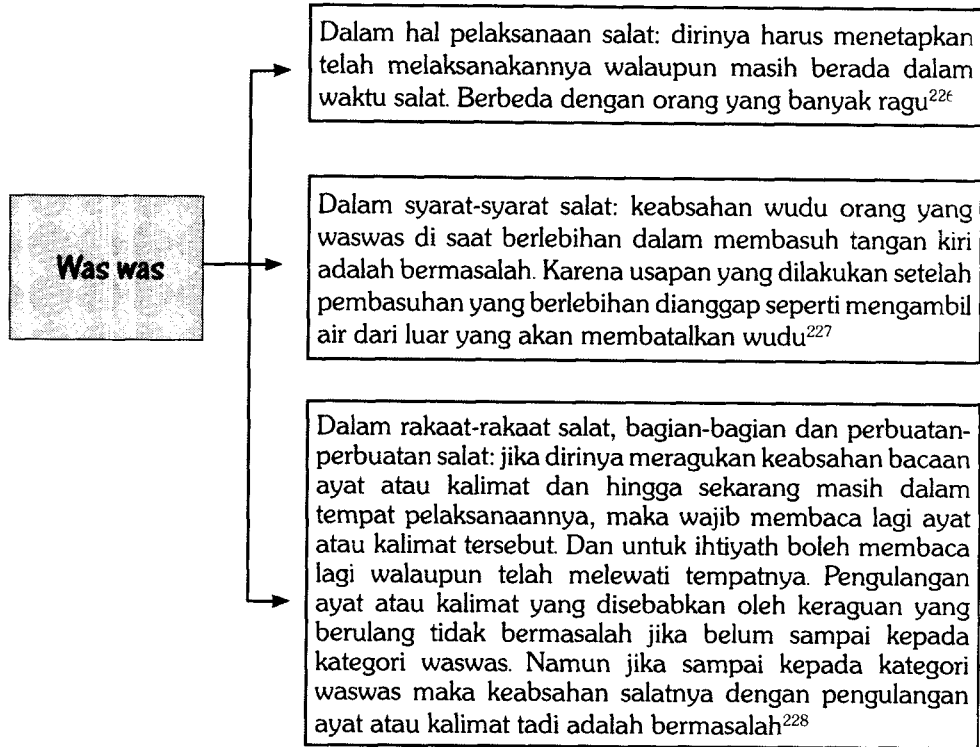 Dalam hal pelaksanaan salat: dirinya harus menetapkan
telah melaksanakannya walaupun masih berada dalam
waktu salat. Berbeda dengan orang yang banyak ragu²²⁶
Was was
Dalam syarat-syarat salat: keabsahan wudu orang yang
waswas di saat berlebihan dalam membasuh tangan kiri
adalah bermasalah. Karena usapan yang dilakukan setelah
pembasuhan yang berlebihan dianggap seperti mengambil
air dari luar yang akan membatalkan wudu²²⁷
Dalam rakaat-rakaat salat, bagian-bagian dan perbuatan-
perbuatan salat: jika dirinya meragukan keabsahan bacaan
ayat atau kalimat dan hingga sekarang masih dalam
tempat pelaksanaannya, maka wajib membaca lagi ayat
atau kalimat tersebut. Dan untuk ihtiyath boleh membaca
lagi walaupun telah melewati tempatnya. Pengulangan
ayat atau kalimat yang disebabkan oleh keraguan yang
berulang tidak bermasalah jika belum sampai kepada
kategori waswas. Namun jika sampai kepada kategori
waswas maka keabsahan salatnya dengan pengulangan
ayat atau kalimat tadi adalah bermasalah²²⁸